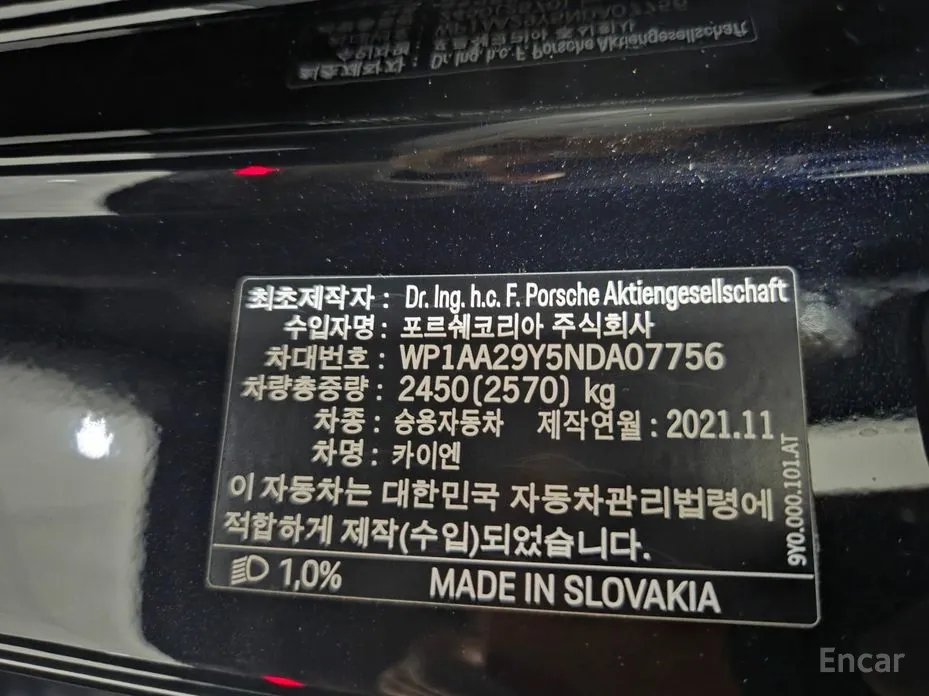 최초제작자 : Dr. Ing. h.c. F. Porsche Aktiengesellschaft
수입자명 : 포르쉐코리아 주식회사
차대번호 : WP1AA29Y5NDA07756
차량총중량 : 2450(2570) kg
차종 : 승용자동차 제작연월 : 2021.11
차명 : 카이엔
이 자동차는 대한민국 자동차관리법령에
적합하게 제작(수입)되었습니다.
1,0% MADE IN SLOVAKIA
9Y0.000.101.AT
Encar